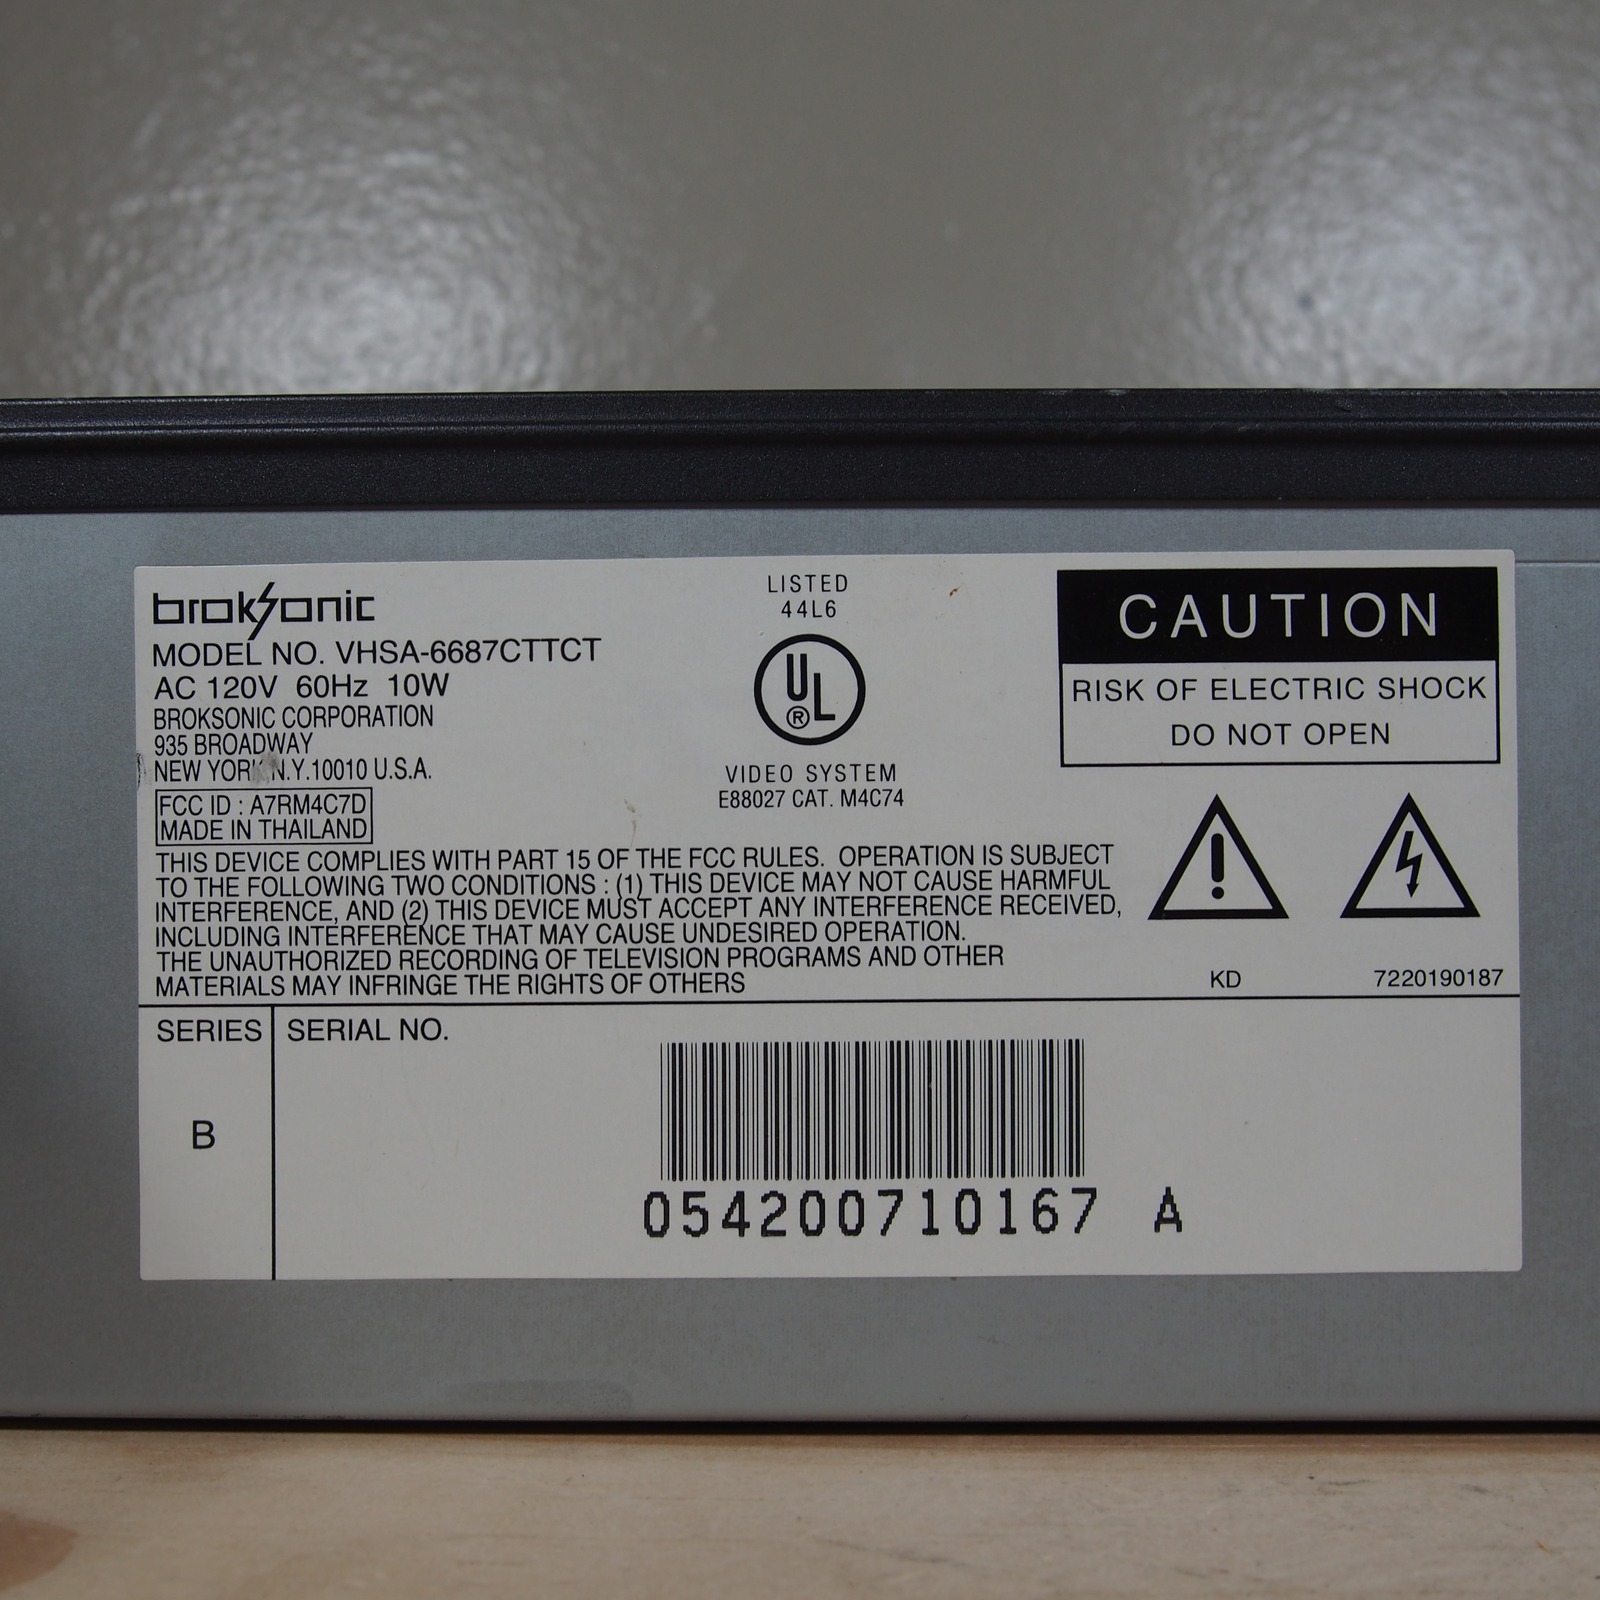 broksonic
MODEL NO. VHSA-6687CTTCT
AC 120V 60Hz 10W
BROKSONIC CORPORATION
935 BROADWAY
NEW YORK N.Y.10010 U.S.A.
FCC ID : A7RM4C7D
MADE IN THAILAND
LISTED
44L6
UL
®
VIDEO SYSTEM
E88027 CAT. M4C74
CAUTION
RISK OF ELECTRIC SHOCK
DO NOT OPEN
THIS DEVICE COMPLIES WITH PART 15 OF THE FCC RULES. OPERATION IS SUBJECT
TO THE FOLLOWING TWO CONDITIONS : (1) THIS DEVICE MAY NOT CAUSE HARMFUL
INTERFERENCE, AND (2) THIS DEVICE MUST ACCEPT ANY INTERFERENCE RECEIVED,
INCLUDING INTERFERENCE THAT MAY CAUSE UNDESIRED OPERATION.
THE UNAUTHORIZED RECORDING OF TELEVISION PROGRAMS AND OTHER
MATERIALS MAY INFRINGE THE RIGHTS OF OTHERS
KD 7220190187
SERIES
B
SERIAL NO.
054200710167 A